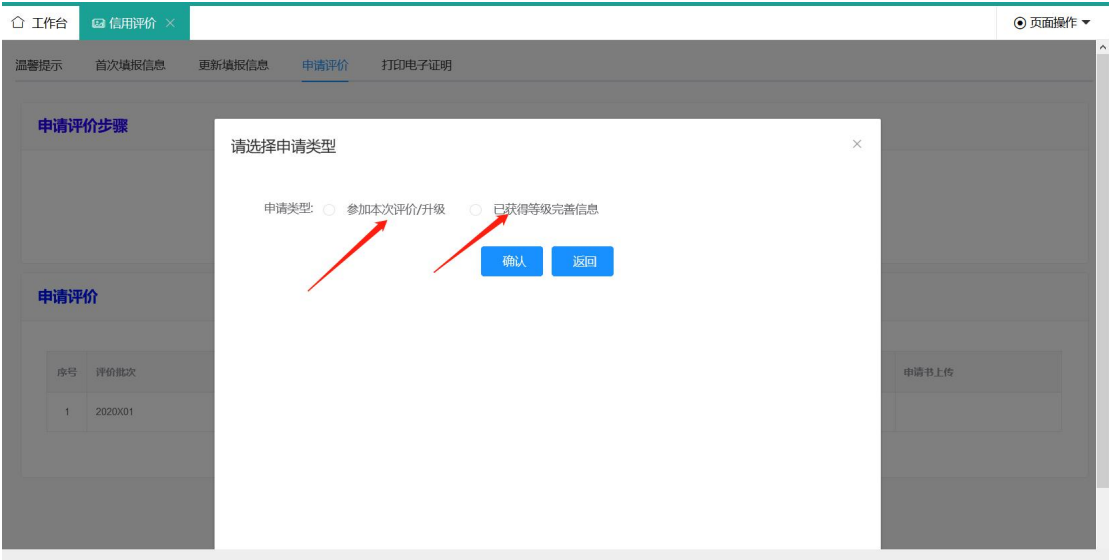 工作台 信用评价 × 页面操作
温馨提示 首次填报信息 更新填报信息 申请评价 打印电子证明
申请评价步骤
请选择申请类型 ×
申请类型: 参加本次评价/升级 已获得等级完善信息
确认 返回
申请评价
序号 评价批次 申请书上传
1 2020X01